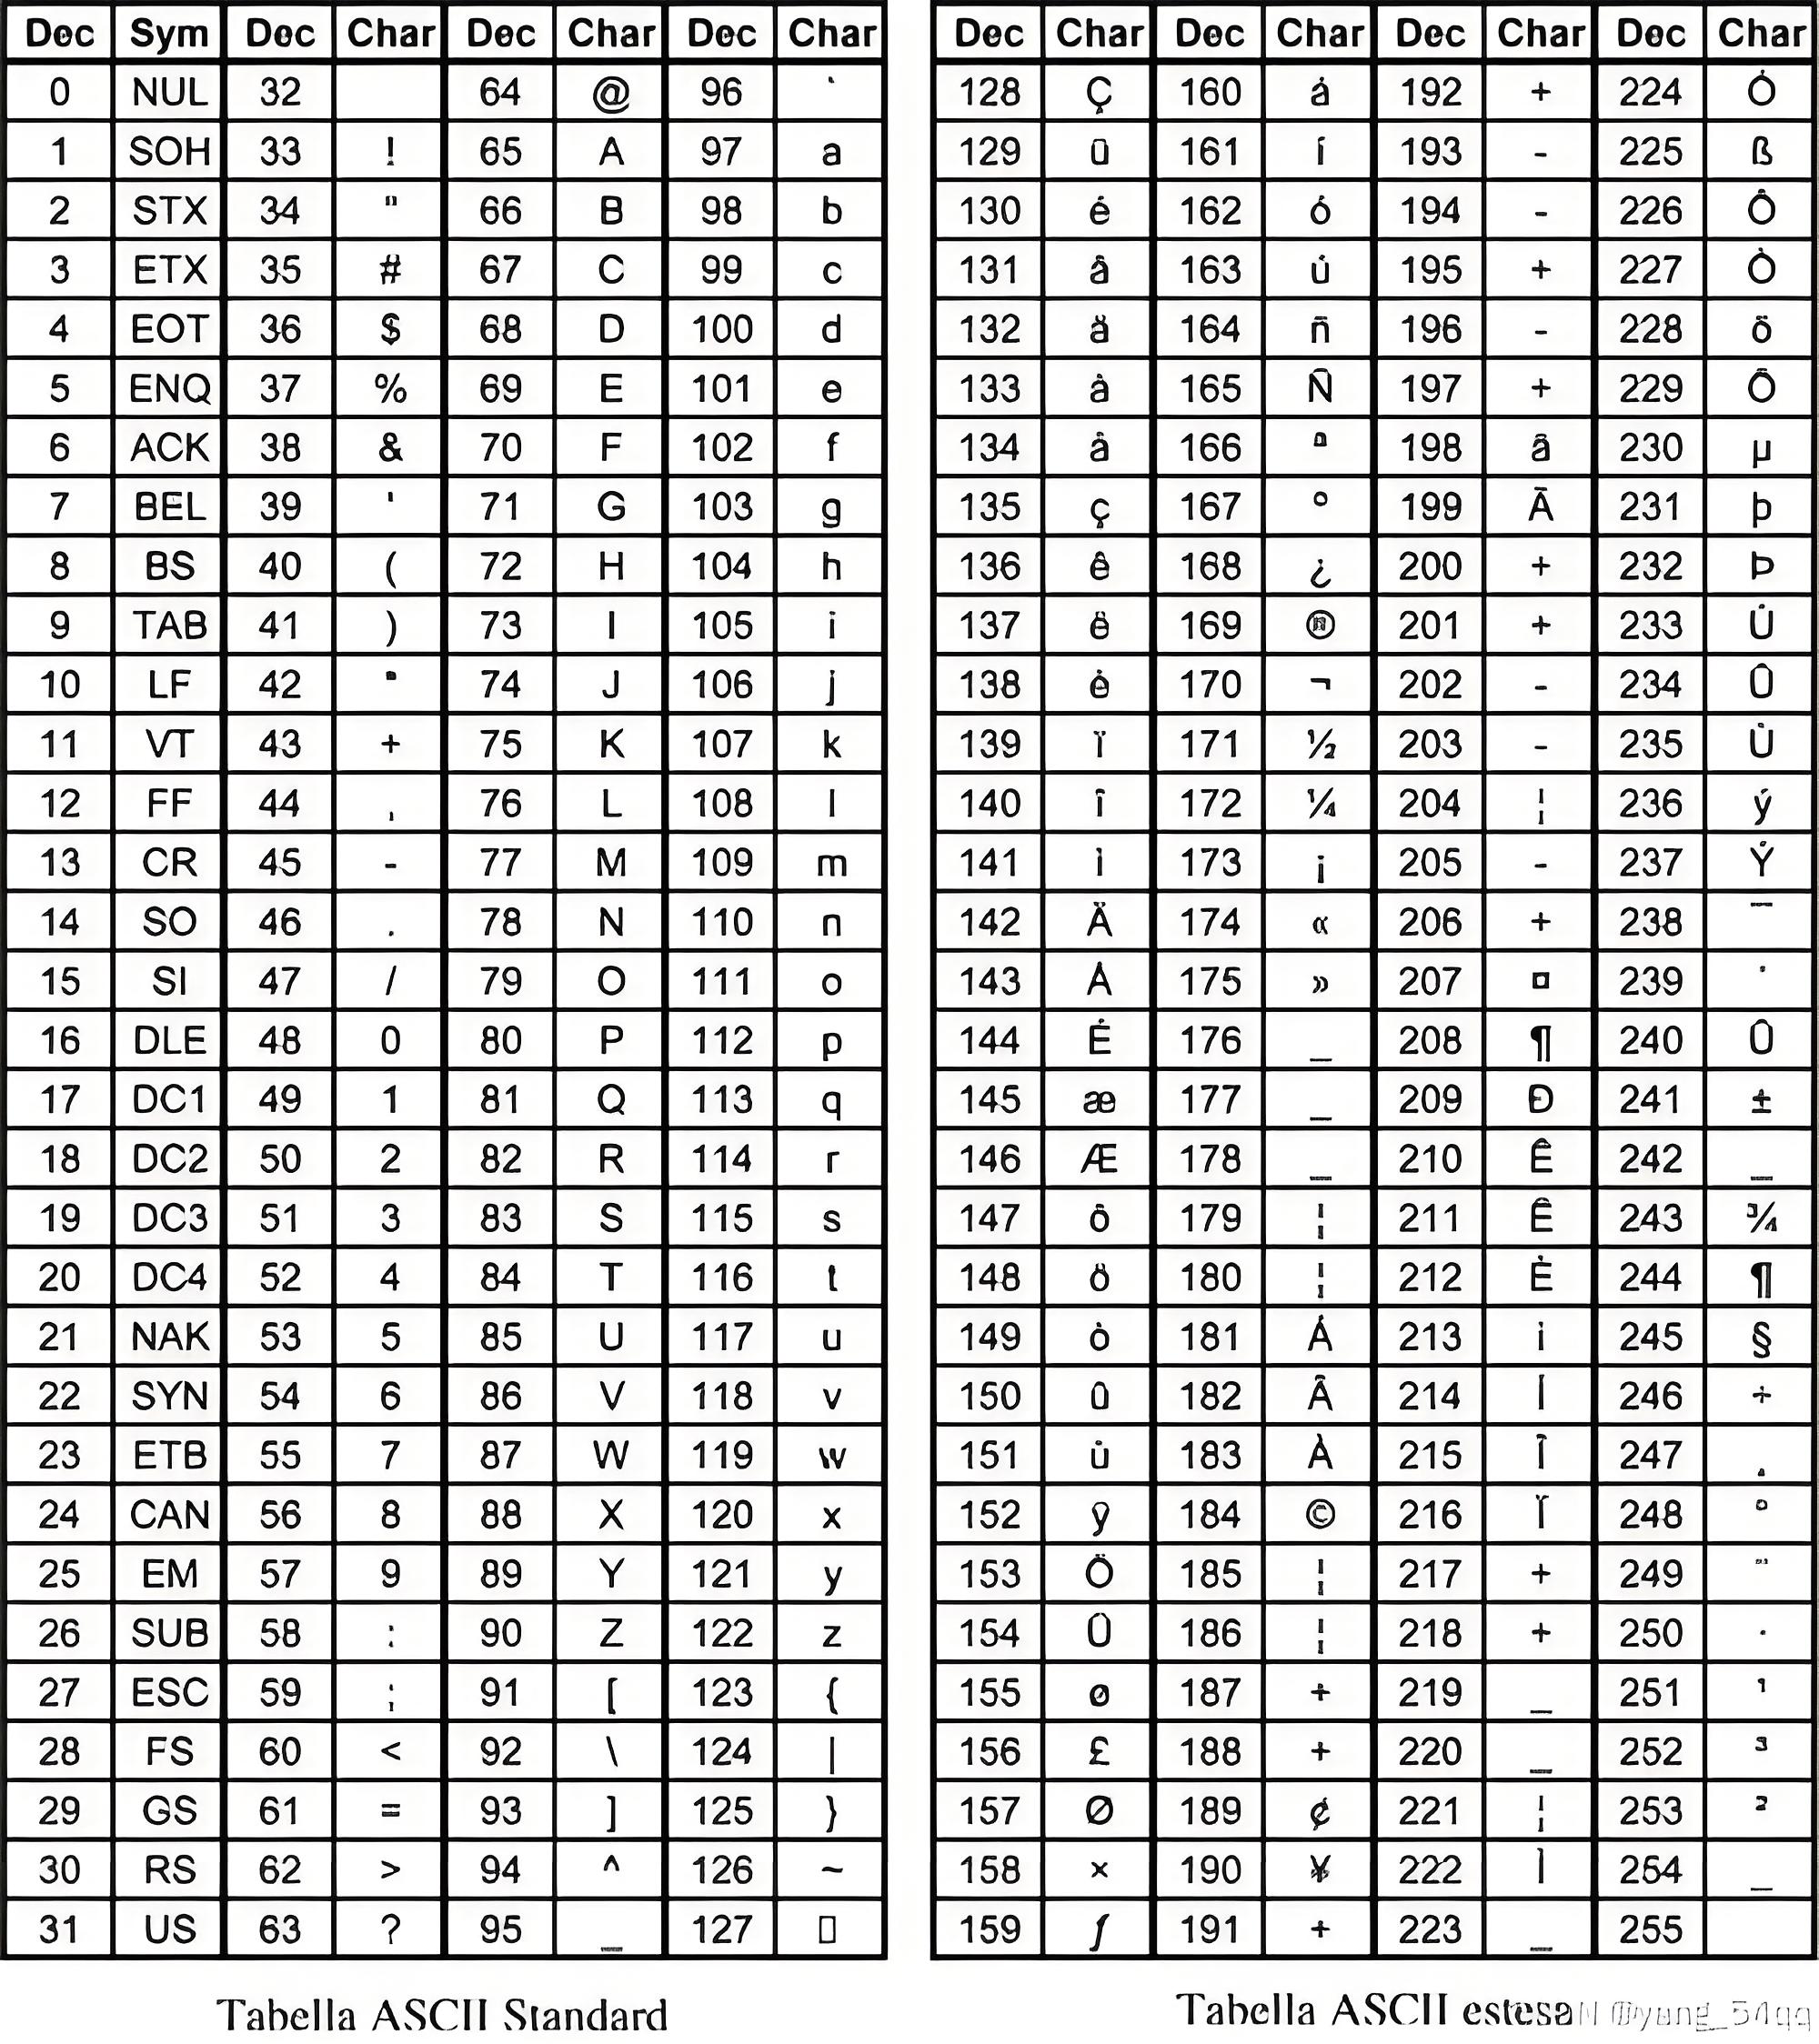 Dec Sym Dec Char Dec Char Dec Char Dec Char Dec Char Dec Char Dec Char
0 NUL 32 64 @ 96 ` 128 Ç 160 á 192 + 224 Ó
1 SOH 33 ! 65 A 97 a 129 ü 161 í 193 - 225 ß
2 STX 34 " 66 B 98 b 130 é 162 ó 194 - 226 Ô
3 ETX 35 # 67 C 99 c 131 â 163 ú 195 + 227 Ò
4 EOT 36 $ 68 D 100 d 132 ä 164 ñ 196 - 228 õ
5 ENQ 37 % 69 E 101 e 133 à 165 Ñ 197 + 229 Õ
6 ACK 38 & 70 F 102 f 134 å 166 ª 198 ã 230 µ
7 BEL 39 ' 71 G 103 g 135 ç 167 º 199 Ã 231 þ
8 BS 40 ( 72 H 104 h 136 ê 168 ¿ 200 + 232 Þ
9 TAB 41 ) 73 I 105 i 137 ë 169 ® 201 + 233 Ú
10 LF 42 * 74 J 106 j 138 è 170 ¬ 202 - 234 Û
11 VT 43 + 75 K 107 k 139 ï 171 ½ 203 - 235 Ù
12 FF 44 , 76 L 108 l 140 î 172 ¼ 204 ¦ 236 ý
13 CR 45 - 77 M 109 m 141 ì 173 ¡ 205 - 237 Ý
14 SO 46 . 78 N 110 n 142 Ä 174 « 206 + 238 ¯
15 SI 47 / 79 O 111 o 143 Å 175 » 207 ¤ 239 ´
16 DLE 48 0 80 P 112 p 144 É 176 _ 208 ¶ 240 Û
17 DC1 49 1 81 Q 113 q 145 æ 177 _ 209 Ð 241 ±
18 DC2 50 2 82 R 114 r 146 Æ 178 _ 210 Ê 242 _
19 DC3 51 3 83 S 115 s 147 ô 179 ¦ 211 Ê 243 ¾
20 DC4 52 4 84 T 116 t 148 ö 180 ¦ 212 È 244 ¶
21 NAK 53 5 85 U 117 u 149 ò 181 Á 213 i 245 §
22 SYN 54 6 86 V 118 v 150 û 182 Â 214 Í 246 ÷
23 ETB 55 7 87 W 119 w 151 ù 183 À 215 Î 247 ¸
24 CAN 56 8 88 X 120 x 152 ÿ 184 © 216 Ï 248 °
25 EM 57 9 89 Y 121 y 153 Ö 185 ¦ 217 + 249 ¨
26 SUB 58 : 90 Z 122 z 154 Ü 186 ¦ 218 + 250 ·
27 ESC 59 ; 91 [ 123 { 155 ø 187 + 219 _ 251 ¹
28 FS 60 < 92 \ 124 | 156 £ 188 + 220 _ 252 ³
29 GS 61 = 93 ] 125 } 157 Ø 189 ¢ 221 ¦ 253 ²
30 RS 62 > 94 ^ 126 ~ 158 × 190 ¥ 222 Ì 254 _
31 US 63 ? 95 _ 127 ▯ 159 ƒ 191 + 223 _ 255
Tabella ASCII Standard Tabella ASCII estesa